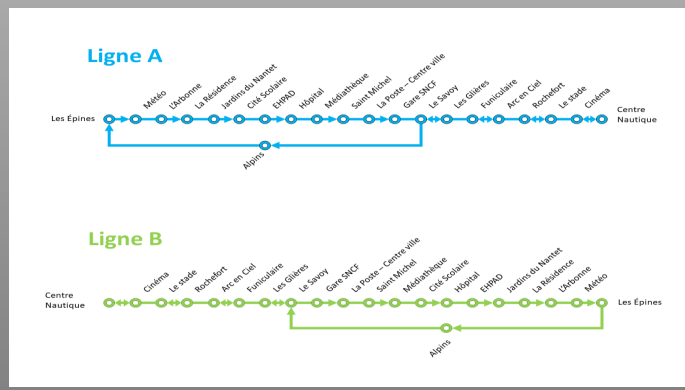 Ligne A
Les Épines
Météo
L'Arbonne
La Résidence
Jardins du Nantet
Cité Scolaire
EHPAD
Hôpital
Médiathèque
Saint Michel
La Poste – Centre ville
Gare SNCF
Le Savoy
Les Glières
Funiculaire
Arc en Ciel
Rochefort
Le stade
Cinéma
Centre
Nautique
Alpins
Ligne B
Centre
Nautique
Cinéma
Le stade
Rochefort
Arc en Ciel
Funiculaire
Les Glières
Le Savoy
Gare SNCF
La Poste – Centre ville
Saint Michel
Médiathèque
Cité Scolaire
Hôpital
EHPAD
Jardins du Nantet
La Résidence
L'Arbonne
Météo
Les Épines
Alpins